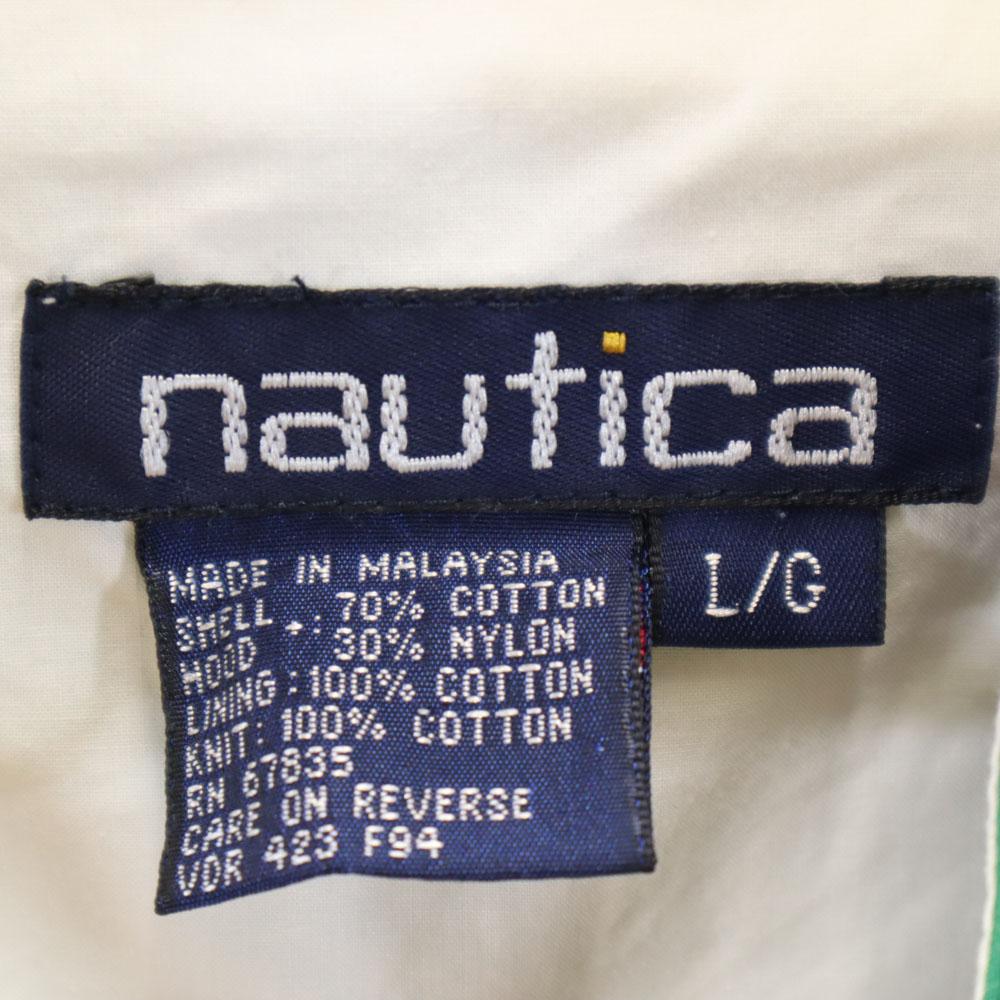 nautica
L/G
MADE IN MALAYSIA
SHELL +: 70% COTTON
HOOD 30% NYLON
LINING: 100% COTTON
KNIT: 100% COTTON
RN 67835
CARE ON REVERSE
VDR 423 F94